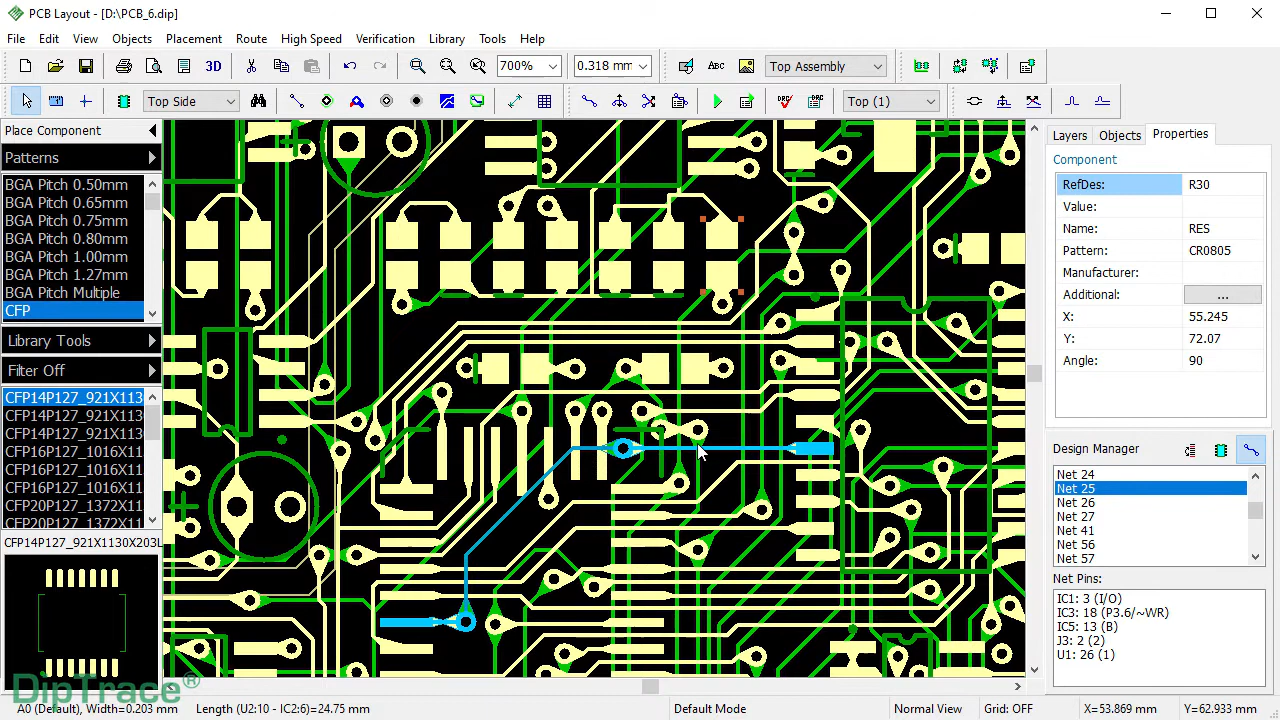 PCB Layout - [D:\PCB_6.dip]
File Edit View Objects Placement Route High Speed Verification Library Tools Help
3D 700% 0.318 mm ABC Top Assembly
Top Side DRC Top (1)
Place Component
Patterns
BGA Pitch 0.50mm
BGA Pitch 0.65mm
BGA Pitch 0.75mm
BGA Pitch 0.80mm
BGA Pitch 1.00mm
BGA Pitch 1.27mm
BGA Pitch Multiple
CFP
Library Tools
Filter Off
CFP14P127_921X113
CFP14P127_921X113
CFP14P127_921X113
CFP16P127_1016X11
CFP16P127_1016X11
CFP16P127_1016X11
CFP20P127_1372X11
CFP20P127_1372X13
CFP14P127_921X1130X203L
DipTrace®
Layers Objects Properties
Component
RefDes: R30
Value:
Name: RES
Pattern: CR0805
Manufacturer:
Additional: ...
X: 55.245
Y: 72.07
Angle: 90
Design Manager
Net 24
Net 25
Net 26
Net 27
Net 41
Net 56
Net 57
Net Pins:
IC1: 3 (I/O)
IC3: 18 (P3.6/~WR)
IC5: 13 (B)
J3: 2 (2)
U1: 26 (1)
A0 (Default), Width=0.203 mm Length (U2:10 - IC2:6)=24.75 mm Default Mode Normal View Grid: OFF X=53.869 mm Y=62.933 mm